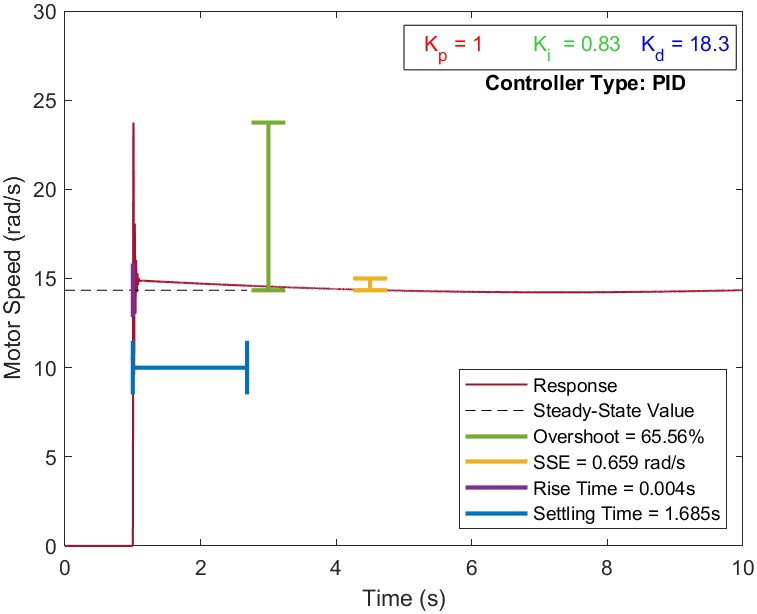 30
25
20
15
10
5
0
Motor Speed (rad/s)
K_p = 1 K_i = 0.83 K_d = 18.3
Controller Type: PID
Response
Steady-State Value
Overshoot = 65.56%
SSE = 0.659 rad/s
Rise Time = 0.004s
Settling Time = 1.685s
0 2 4 6 8 10
Time (s)